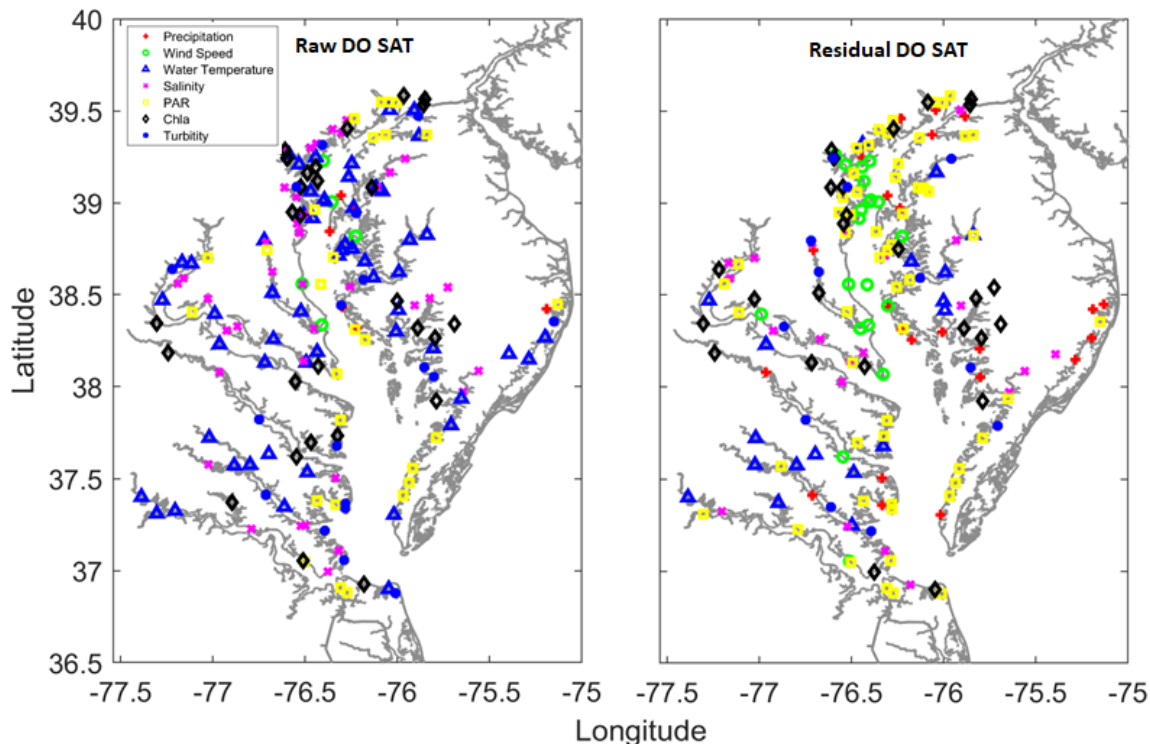 40
39.5
39
38.5
38
37.5
37
36.5
Latitude
Raw DO SAT
Precipitation
Wind Speed
Water Temperature
Salinity
PAR
Chla
Turbitity
-77.5 -77 -76.5 -76 -75.5 -75
Residual DO SAT
-77.5 -77 -76.5 -76 -75.5 -75
Longitude